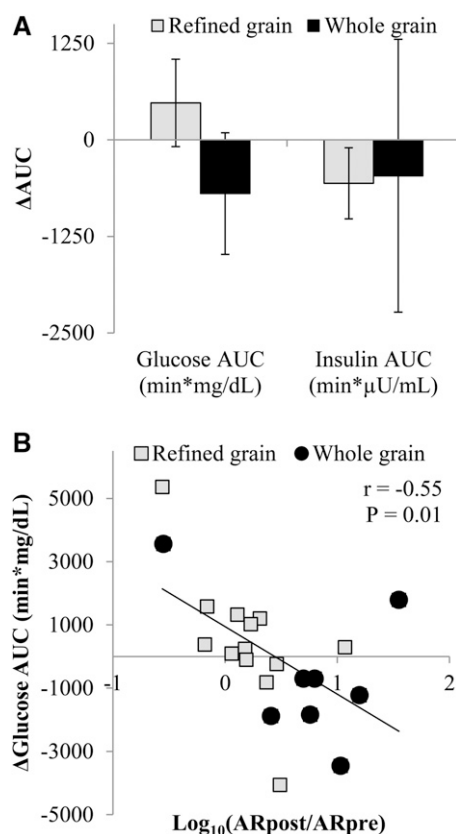 A
Refined grain Whole grain
1250
0
-1250
-2500
ΔAUC
Glucose AUC Insulin AUC
(min*mg/dL) (min*µU/mL)
B
Refined grain Whole grain
r = -0.55
P = 0.01
5000
3000
1000
-1000
-3000
-5000
ΔGlucose AUC (min*mg/dL)
-1 0 1 2
Log₁₀(ARpost/ARpre)